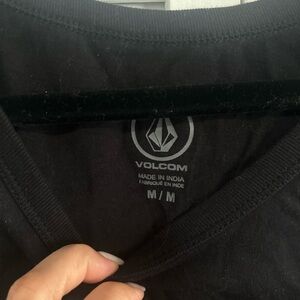 VOLCOM
MADE IN INDIA
FABRIQUÉ EN INDE
M / M